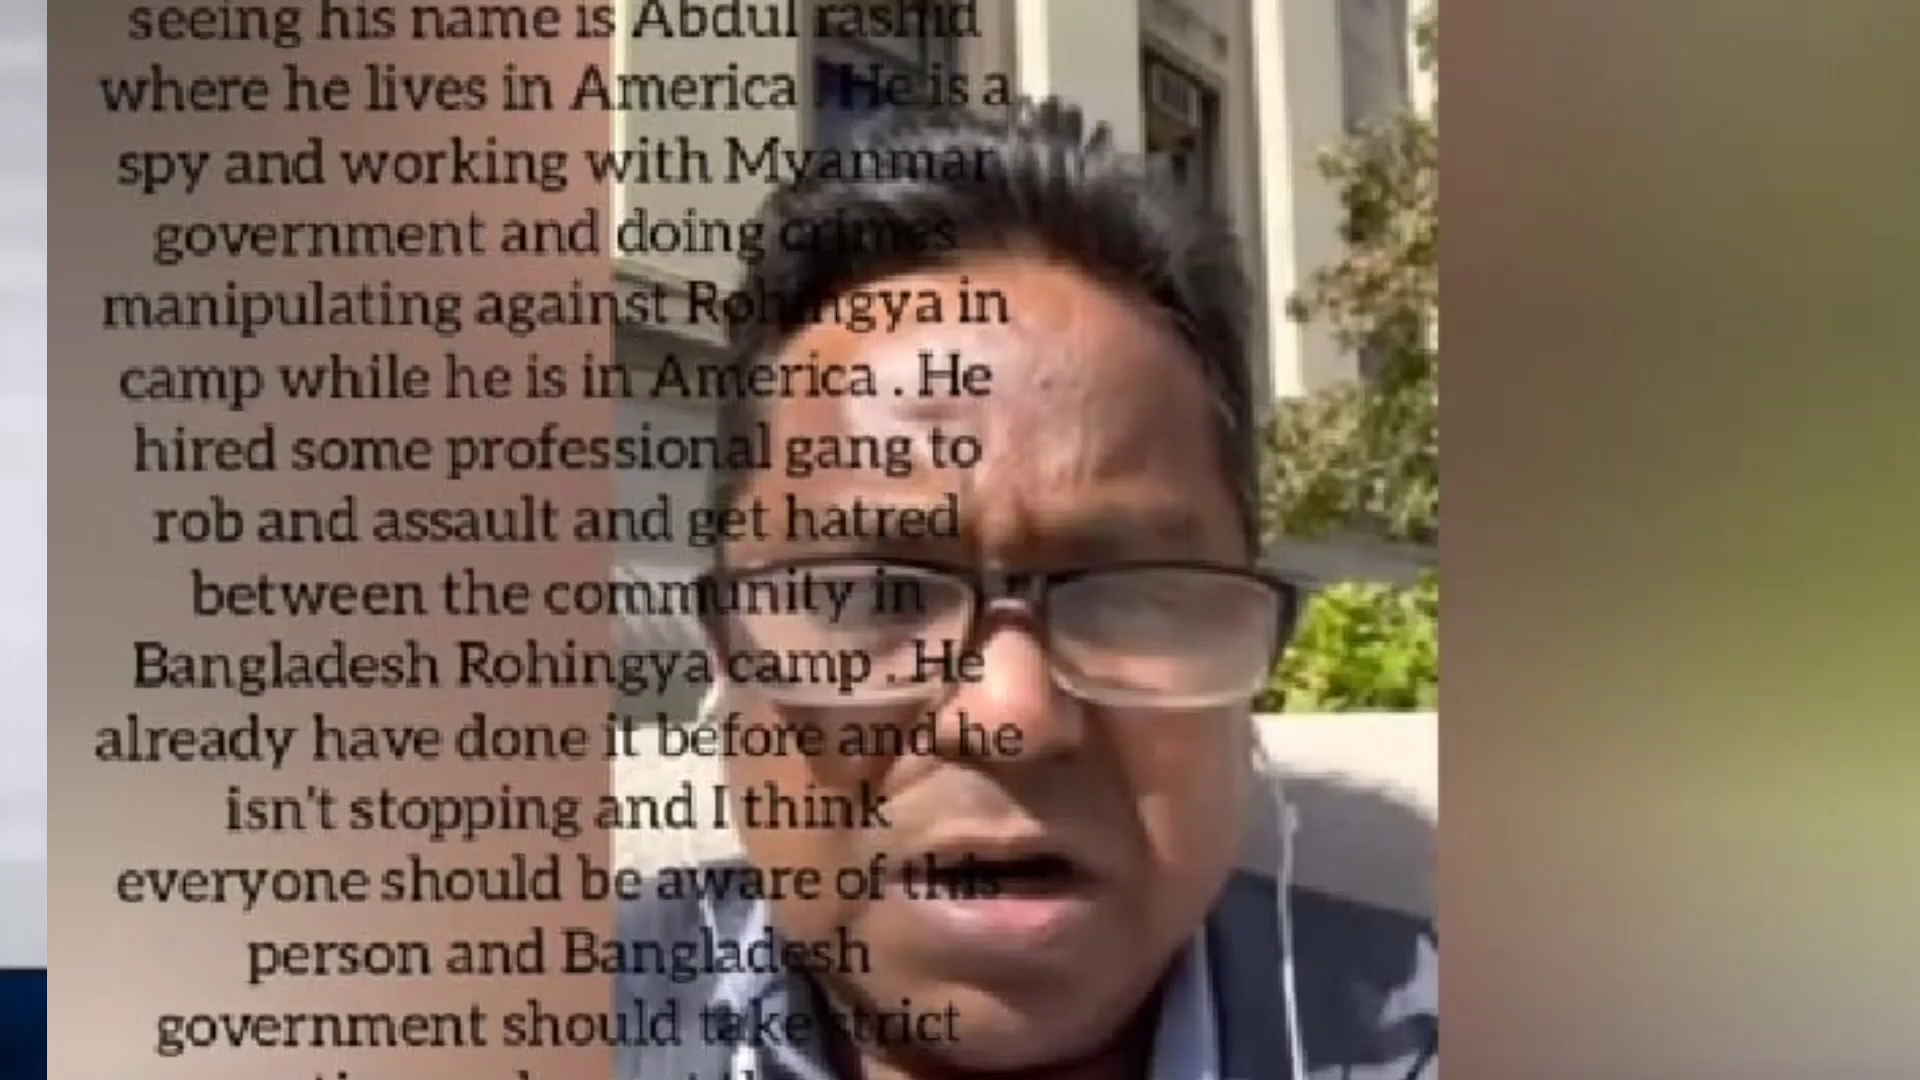 seeing his name is Abdul rashid
where he lives in America . He is a
spy and working with Myanmar
government and doing crimes
manipulating against Rohingya in
camp while he is in America . He
hired some professional gang to
rob and assault and get hatred
between the community in
Bangladesh Rohingya camp . He
already have done it before and he
isn't stopping and I think
everyone should be aware of this
person and Bangladesh
government should take strict